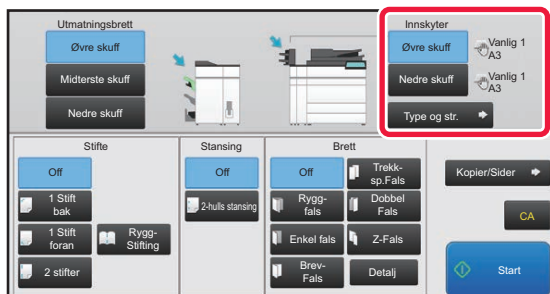 Utmatningsbrett
Øvre skuff
Midterste skuff
Nedre skuff
Innskyter
Øvre skuff
Vanlig 1
A3
Nedre skuff
Vanlig 1
A3
Type og str.
Stifte
Off
1 Stift
bak
1 Stift
foran
Rygg-
Stifting
2 stifter
Stansing
Off
2-hulls stansing
Brett
Off
Trekk-
sp.Fals
Rygg-
fals
Dobbel
Fals
Enkel fals
Z-Fals
Brev-
Fals
Detalj
Kopier/Sider
CA
Start